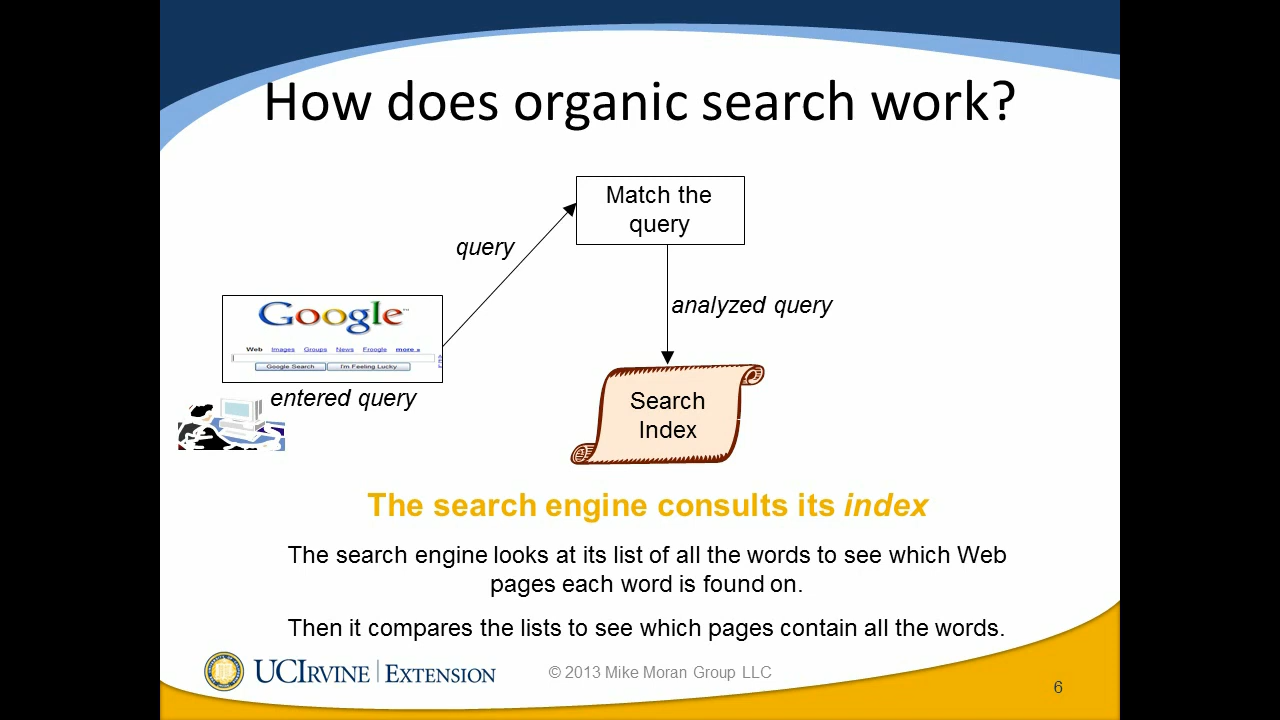 How does organic search work?
Match the
query
query
analyzed query
Google™
Web Images Groups News Froogle more »
Google Search I'm Feeling Lucky
entered query
Search
Index
The search engine consults its index
The search engine looks at its list of all the words to see which Web
pages each word is found on.
Then it compares the lists to see which pages contain all the words.
UCIRVINE | EXTENSION
© 2013 Mike Moran Group LLC
6